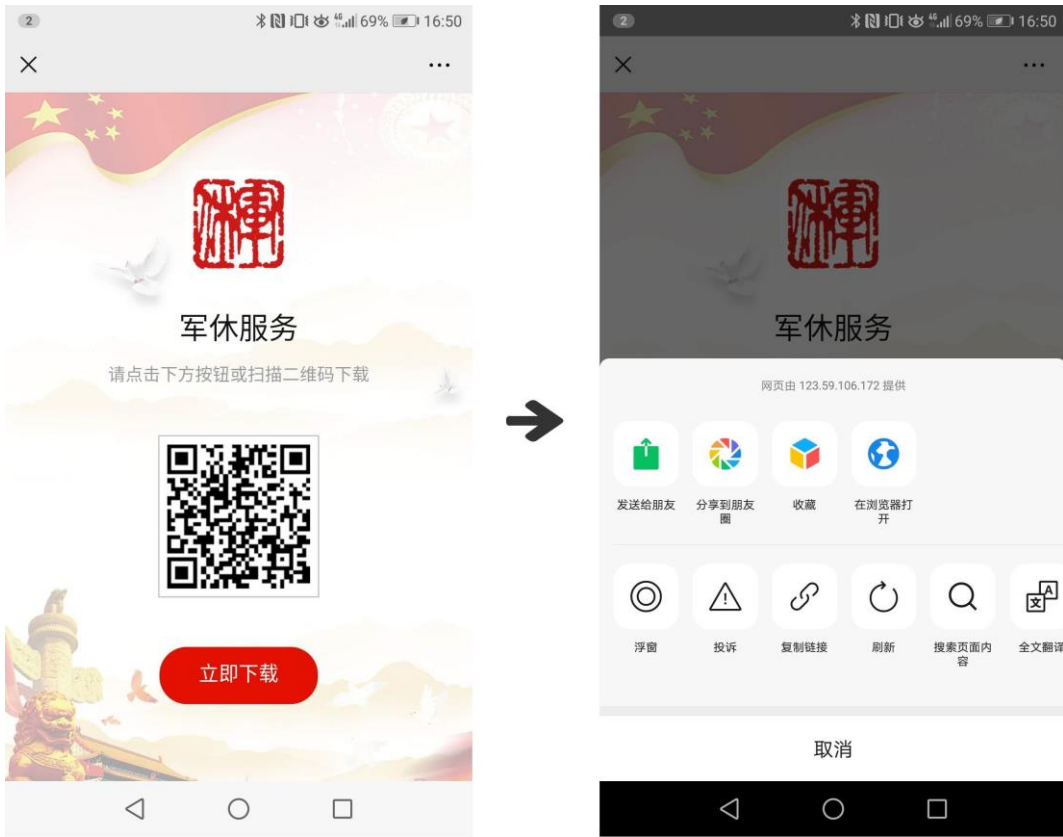 2
69%
16:50
军休
军休服务
请点击下方按钮或扫描二维码下载
立即下载
2
69%
16:50
军休
军休服务
网页由 123.59.106.172 提供
发送给朋友
分享到朋友
圈
收藏
在浏览器打
开
浮窗
投诉
复制链接
刷新
搜索页面内
容
全文翻译
取消